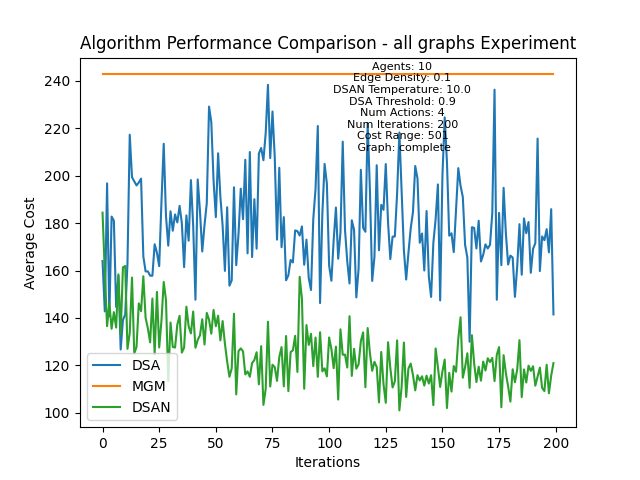 Algorithm Performance Comparison - all graphs Experiment
Agents: 10
Edge Density: 0.1
DSAN Temperature: 10.0
DSA Threshold: 0.9
Num Actions: 4
Num Iterations: 200
Cost Range: 501
Graph: complete
240
220
200
180
160
140
120
100
Average Cost
DSA
MGM
DSAN
0
25
50
75
100
125
150
175
200
Iterations